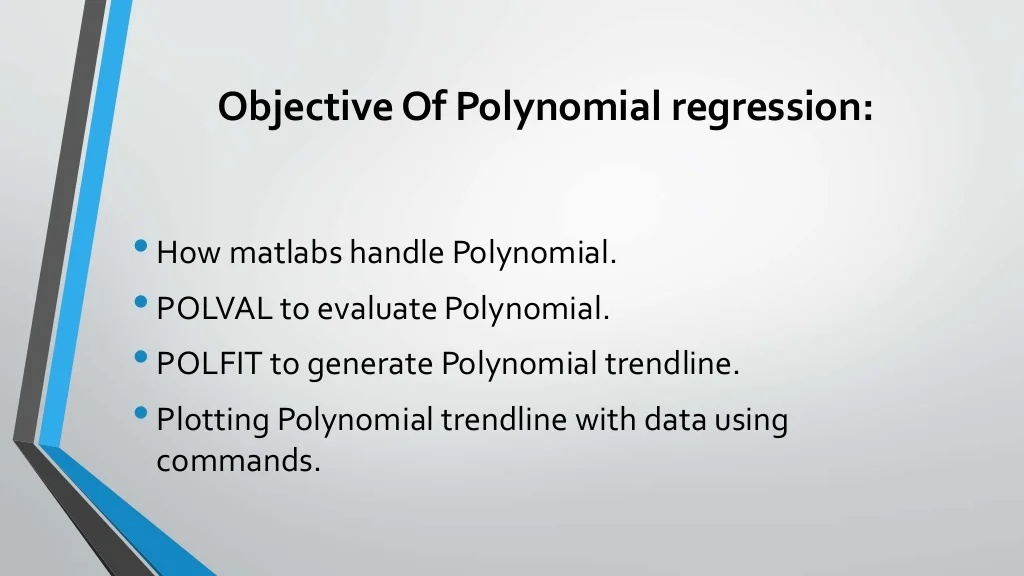 Objective Of Polynomial regression:
• How matlabs handle Polynomial.
• POLVAL to evaluate Polynomial.
• POLFIT to generate Polynomial trendline.
• Plotting Polynomial trendline with data using
commands.